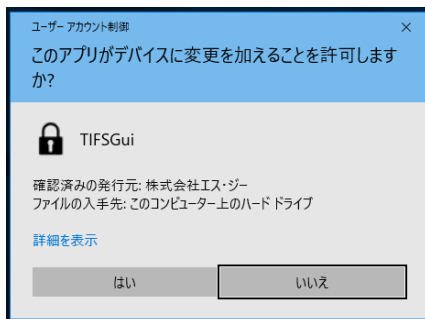 ユーザー アカウント制御
×
このアプリがデバイスに変更を加えることを許可します
か?
TIFSGui
確認済みの発行元: 株式会社エス・ジー
ファイルの入手先: このコンピューター上のハード ドライブ
詳細を表示
はい
いいえ